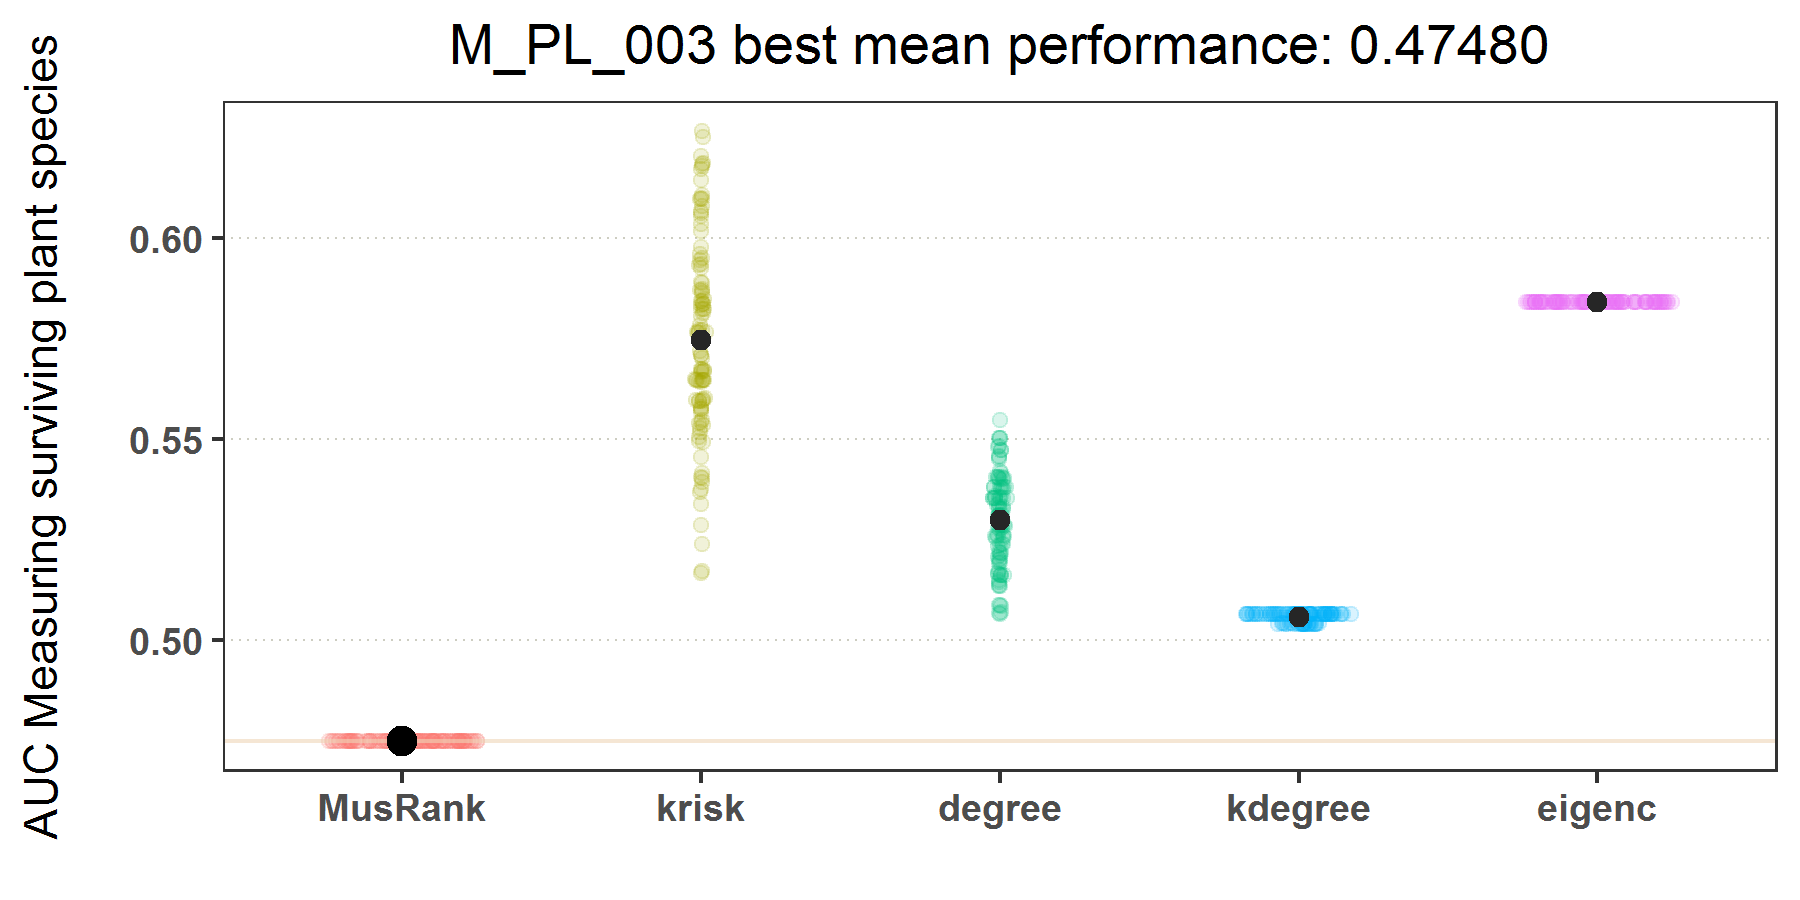 M_PL_003 best mean performance: 0.47480
AUC Measuring surviving plant species
0.60
0.55
0.50
MusRank krisk degree kdegree eigenc